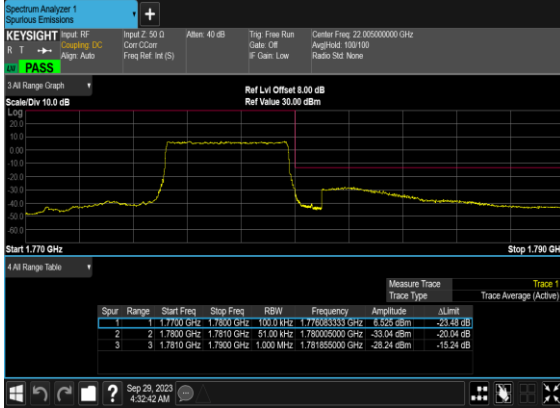 Spectrum Analyzer 1
Spurious Emissions
KEYSIGHT Input: RF
R T Coupling: DC
Align: Auto
Input Z: 50 Ω
Corr CCorr
Freq Ref: Int (S)
Atten: 40 dB
Trig: Free Run
Gate: Off
IF Gain: Low
Center Freq: 22.005000000 GHz
Avg|Hold: 100/100
Radio Std: None
LXI PASS
3 All Range Graph
Scale/Div 10.0 dB
Ref Lvl Offset 8.00 dB
Ref Value 30.00 dBm
Log
20.0
10.0
0.00
-10.0
-20.0
-30.0
-40.0
-50.0
-60.0
Start 1.770 GHz
Stop 1.790 GH
4 All Range Table
Measure Trace Trace 1
Trace Type Trace Average (Active)
Spur Range Start Freq Stop Freq RBW Frequency Amplitude ΔLimit
1 1 1.7700 GHz 1.7800 GHz 100.0 kHz 1.776083333 GHz 6.525 dBm -23.48 dB
2 2 1.7800 GHz 1.7810 GHz 51.00 kHz 1.780005000 GHz -33.04 dBm -20.04 dB
3 3 1.7810 GHz 1.7900 GHz 1.000 MHz 1.781855000 GHz -28.24 dBm -15.24 dB
Sep 29, 2023
4:32:42 AM